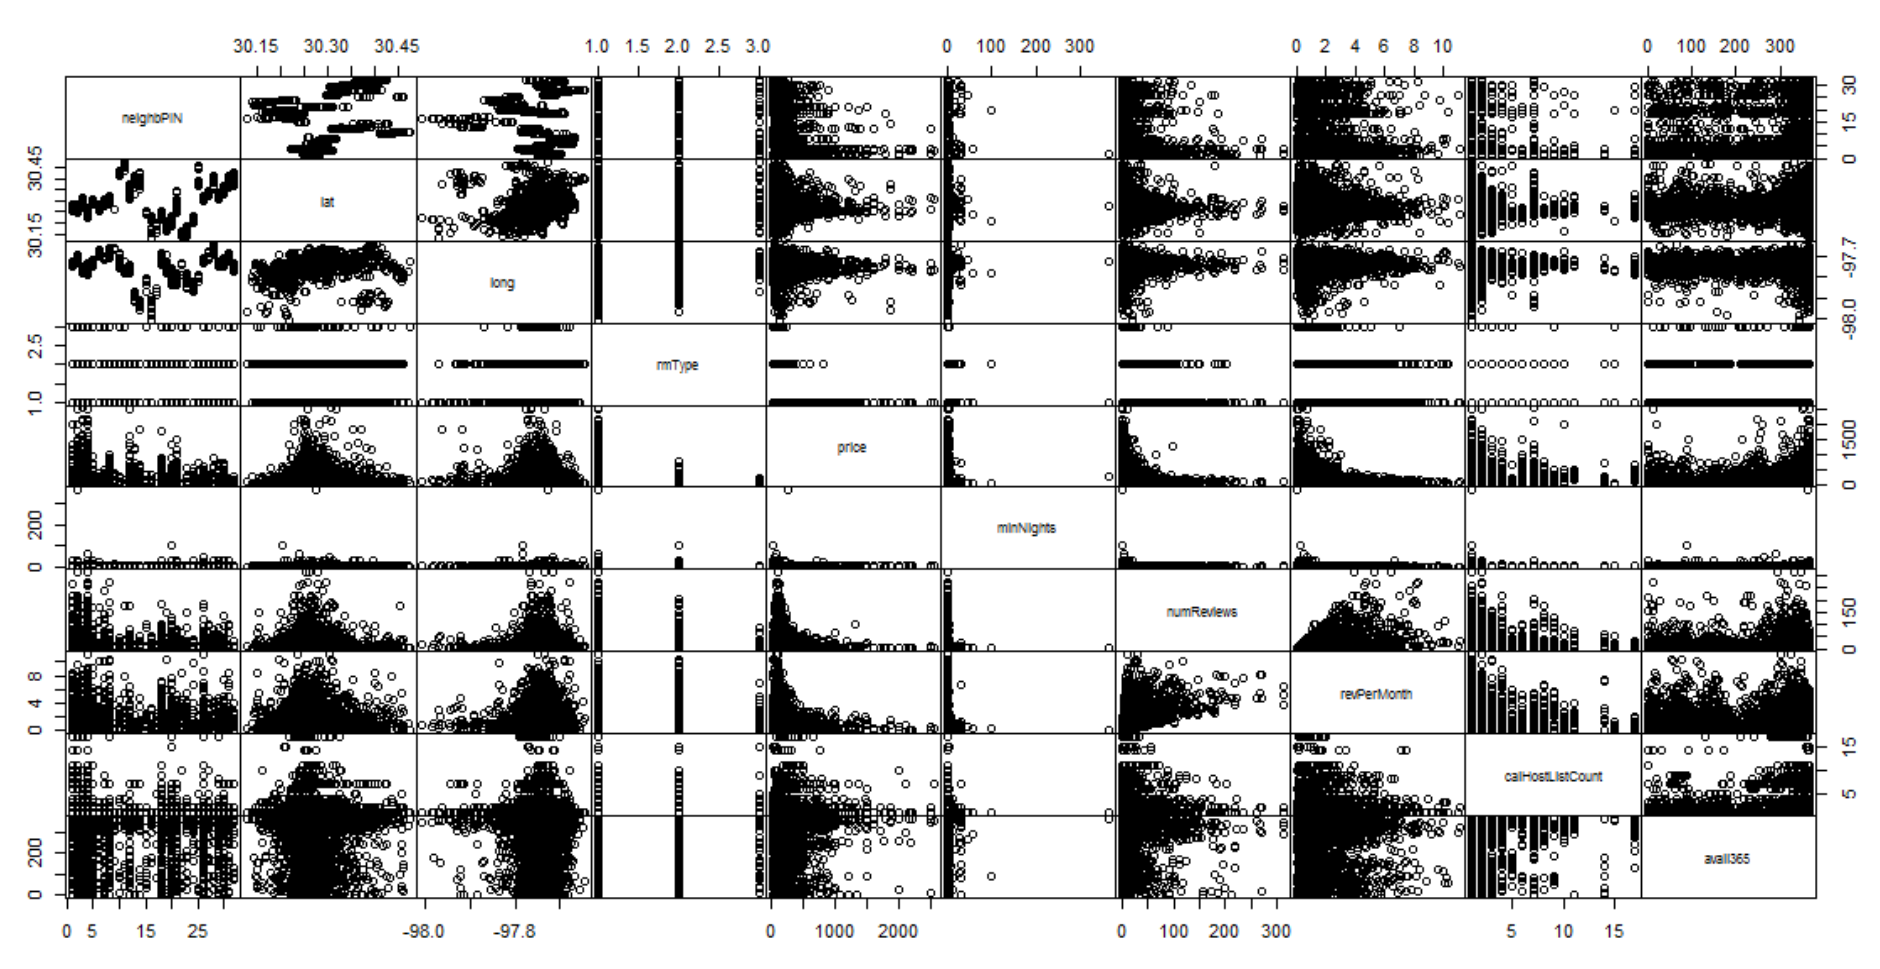 30.15 30.30 30.45 1.0 1.5 2.0 2.5 3.0 0 100 300 0 2 4 6 8 10 0 100 200 300
neighbPIN 0 15 30
30.15 30.45 lat
long -98.0 -97.7
1.0 2.5 rmType
price 0 1500
0 200 minNights
numReviews 0 150
0 4 8 revPerMonth
calHostListCount 5 15
0 200 avail365
0 5 15 25 -98.0 -97.8 0 1000 2000 0 100 200 300 5 10 15